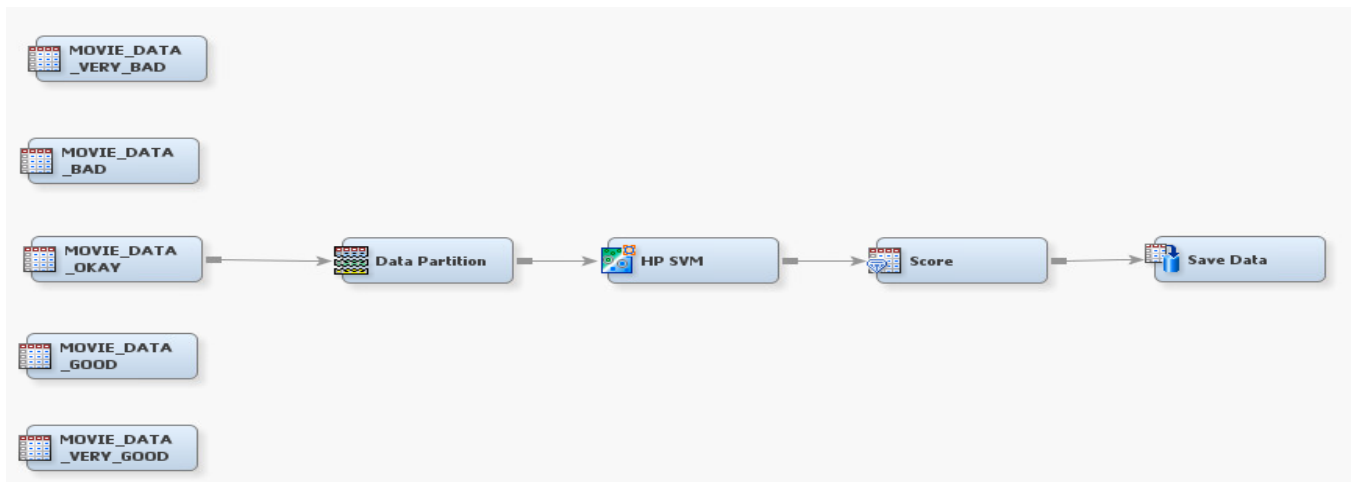 MOVIE_DATA
_VERY_BAD
MOVIE_DATA
_BAD
MOVIE_DATA
_OKAY
Data Partition
HP SVM
Score
Save Data
MOVIE_DATA
_GOOD
MOVIE_DATA
_VERY_GOOD